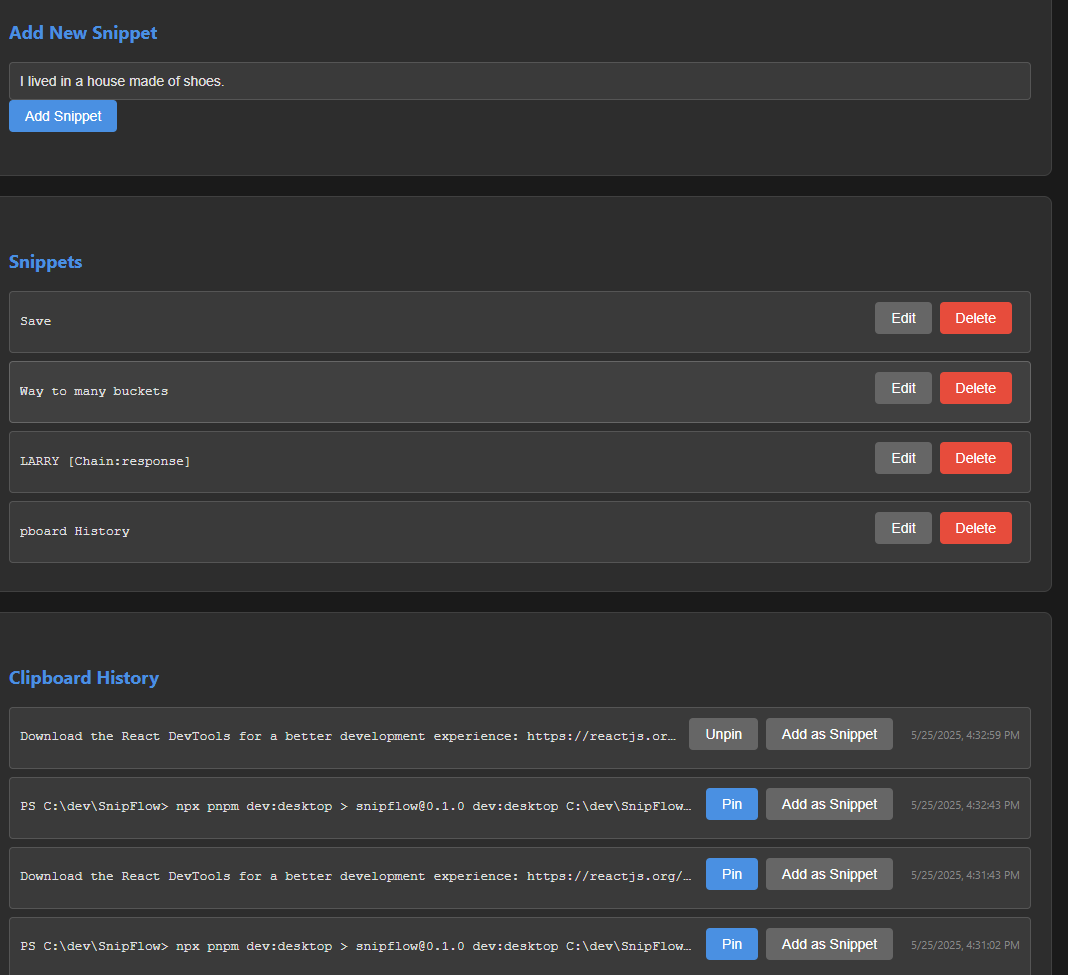 Add New Snippet
I lived in a house made of shoes.
Add Snippet
Snippets
Save Edit Delete
Way to many buckets Edit Delete
LARRY [Chain:response] Edit Delete
pboard History Edit Delete
Clipboard History
Download the React DevTools for a better development experience: https://reactjs.or… Unpin Add as Snippet 5/25/2025, 4:32:59 PM
PS C:\dev\SnipFlow> npx pnpm dev:desktop > snipflow@0.1.0 dev:desktop C:\dev\SnipFlow… Pin Add as Snippet 5/25/2025, 4:32:43 PM
Download the React DevTools for a better development experience: https://reactjs.org/… Pin Add as Snippet 5/25/2025, 4:31:43 PM
PS C:\dev\SnipFlow> npx pnpm dev:desktop > snipflow@0.1.0 dev:desktop C:\dev\SnipFlow… Pin Add as Snippet 5/25/2025, 4:31:02 PM